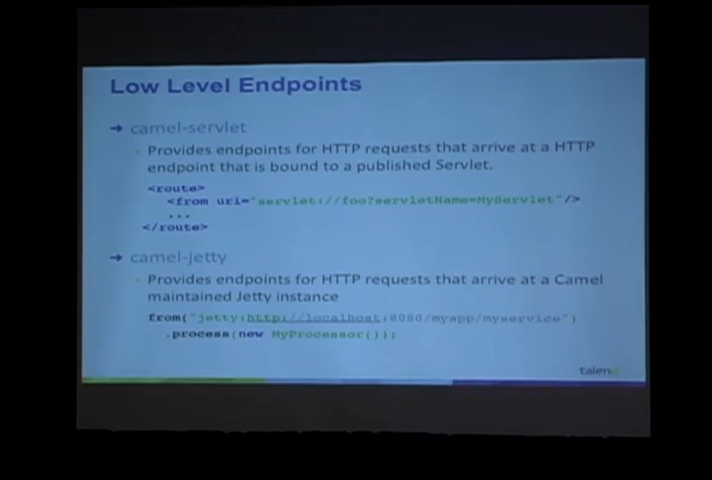 Low Level Endpoints
➔ camel-servlet
· Provides endpoints for HTTP requests that arrive at a HTTP
endpoint that is bound to a published Servlet.
<route>
<from uri="servlet://foo?servletName=MyServlet"/>
...
</route>
➔ camel-jetty
· Provides endpoints for HTTP requests that arrive at a Camel
maintained Jetty instance
from("jetty:http://localhost:8080/myapp/myservice")
.process(new MyProcessor());
talend